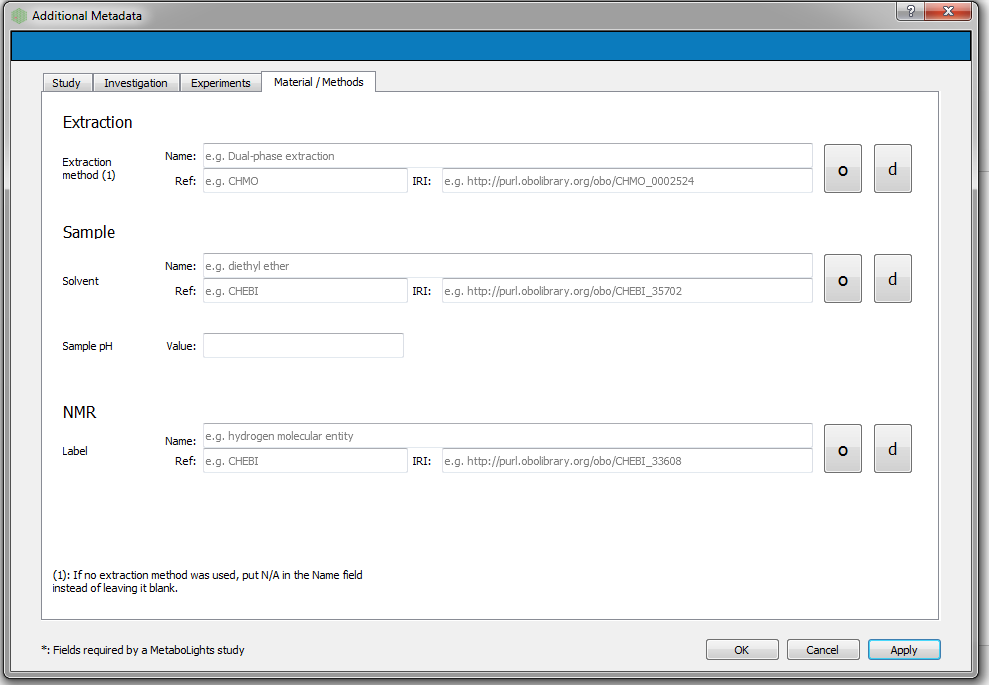 Additional Metadata
?
Study Investigation Experiments Material / Methods
Extraction
Extraction method (1)
Name: e.g. Dual-phase extraction
Ref: e.g. CHMO IRI: e.g. http://purl.obolibrary.org/obo/CHMO_0002524
o d
Sample
Solvent
Name: e.g. diethyl ether
Ref: e.g. CHEBI IRI: e.g. http://purl.obolibrary.org/obo/CHEBI_35702
o d
Sample pH Value:
NMR
Label
Name: e.g. hydrogen molecular entity
Ref: e.g. CHEBI IRI: e.g. http://purl.obolibrary.org/obo/CHEBI_33608
o d
(1): If no extraction method was used, put N/A in the Name field
instead of leaving it blank.
*: Fields required by a MetaboLights study
OK Cancel Apply